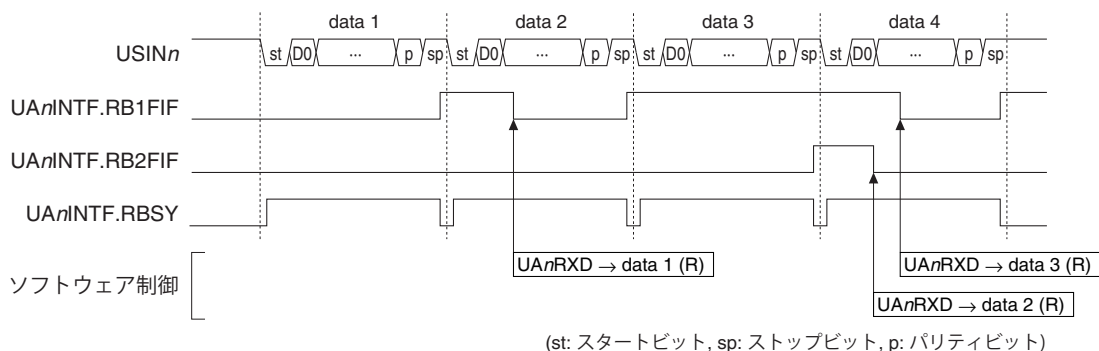 data 1 data 2 data 3 data 4
USINn st D0 ... p sp st D0 ... p sp st D0 ... p sp st D0 ... p sp
UAnINTF.RB1FIF
UAnINTF.RB2FIF
UAnINTF.RBSY
ソフトウェア制御
UAnRXD → data 1 (R) UAnRXD → data 3 (R)
UAnRXD → data 2 (R)
(st: スタートビット, sp: ストップビット, p: パリティビット)